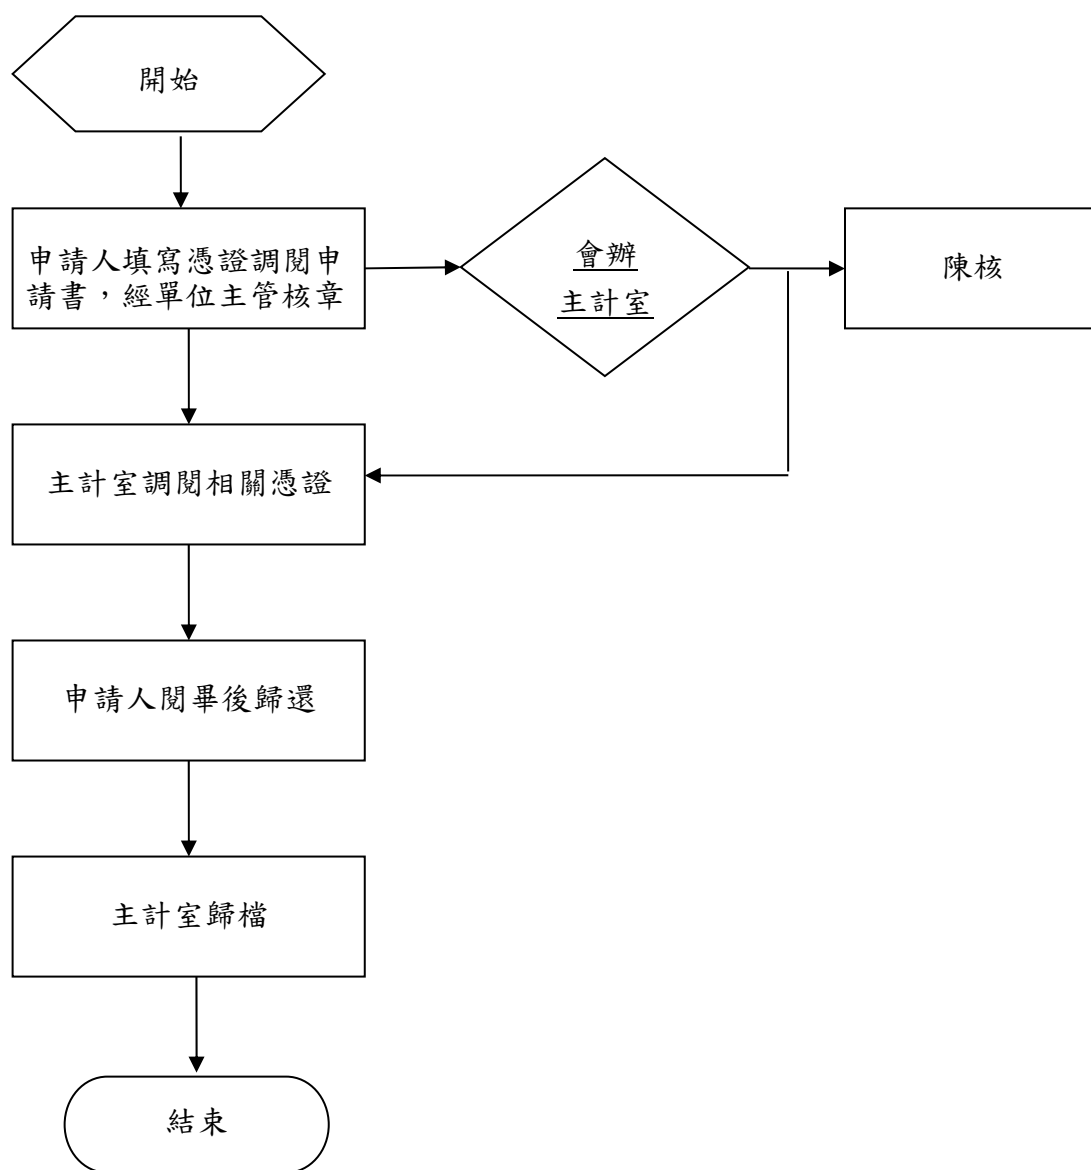 開始
申請人填寫憑證調閱申
請書，經單位主管核章
會辦
主計室
陳核
主計室調閱相關憑證
申請人閱畢後歸還
主計室歸檔
結束